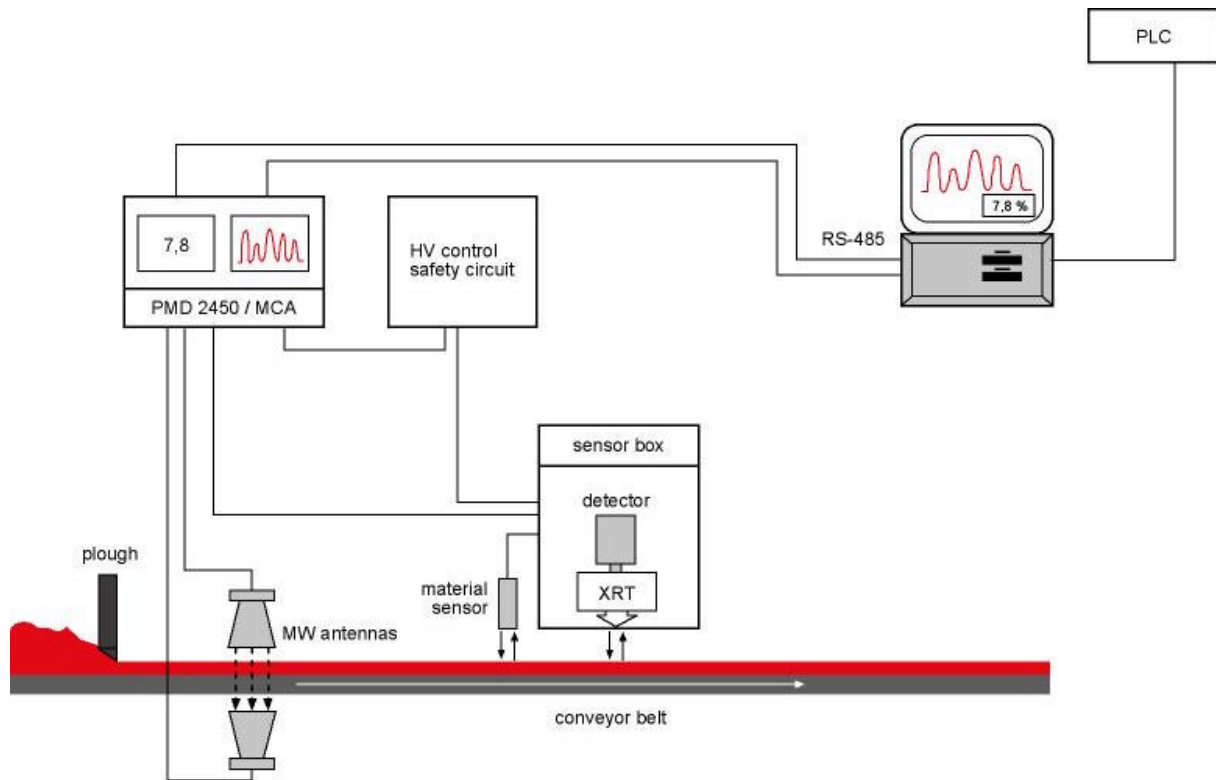 PLC
7,8 %
7,8
HV control
safety circuit
RS-485
PMD 2450 / MCA
sensor box
detector
plough
material
sensor
XRT
MW antennas
conveyor belt